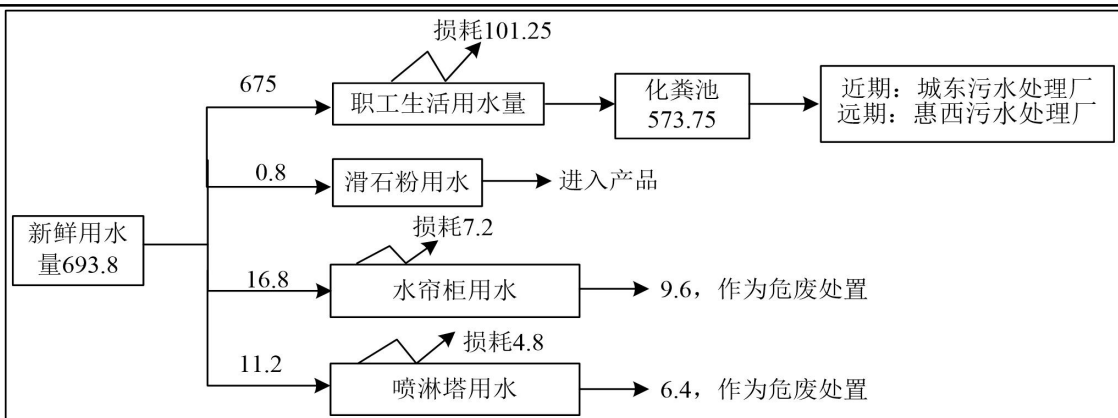 损耗101.25
675
职工生活用水量
化粪池
573.75
近期：城东污水处理厂
远期：惠西污水处理厂
0.8
滑石粉用水
进入产品
新鲜用水
量693.8
损耗7.2
16.8
水帘柜用水
9.6，作为危废处置
损耗4.8
11.2
喷淋塔用水
6.4，作为危废处置